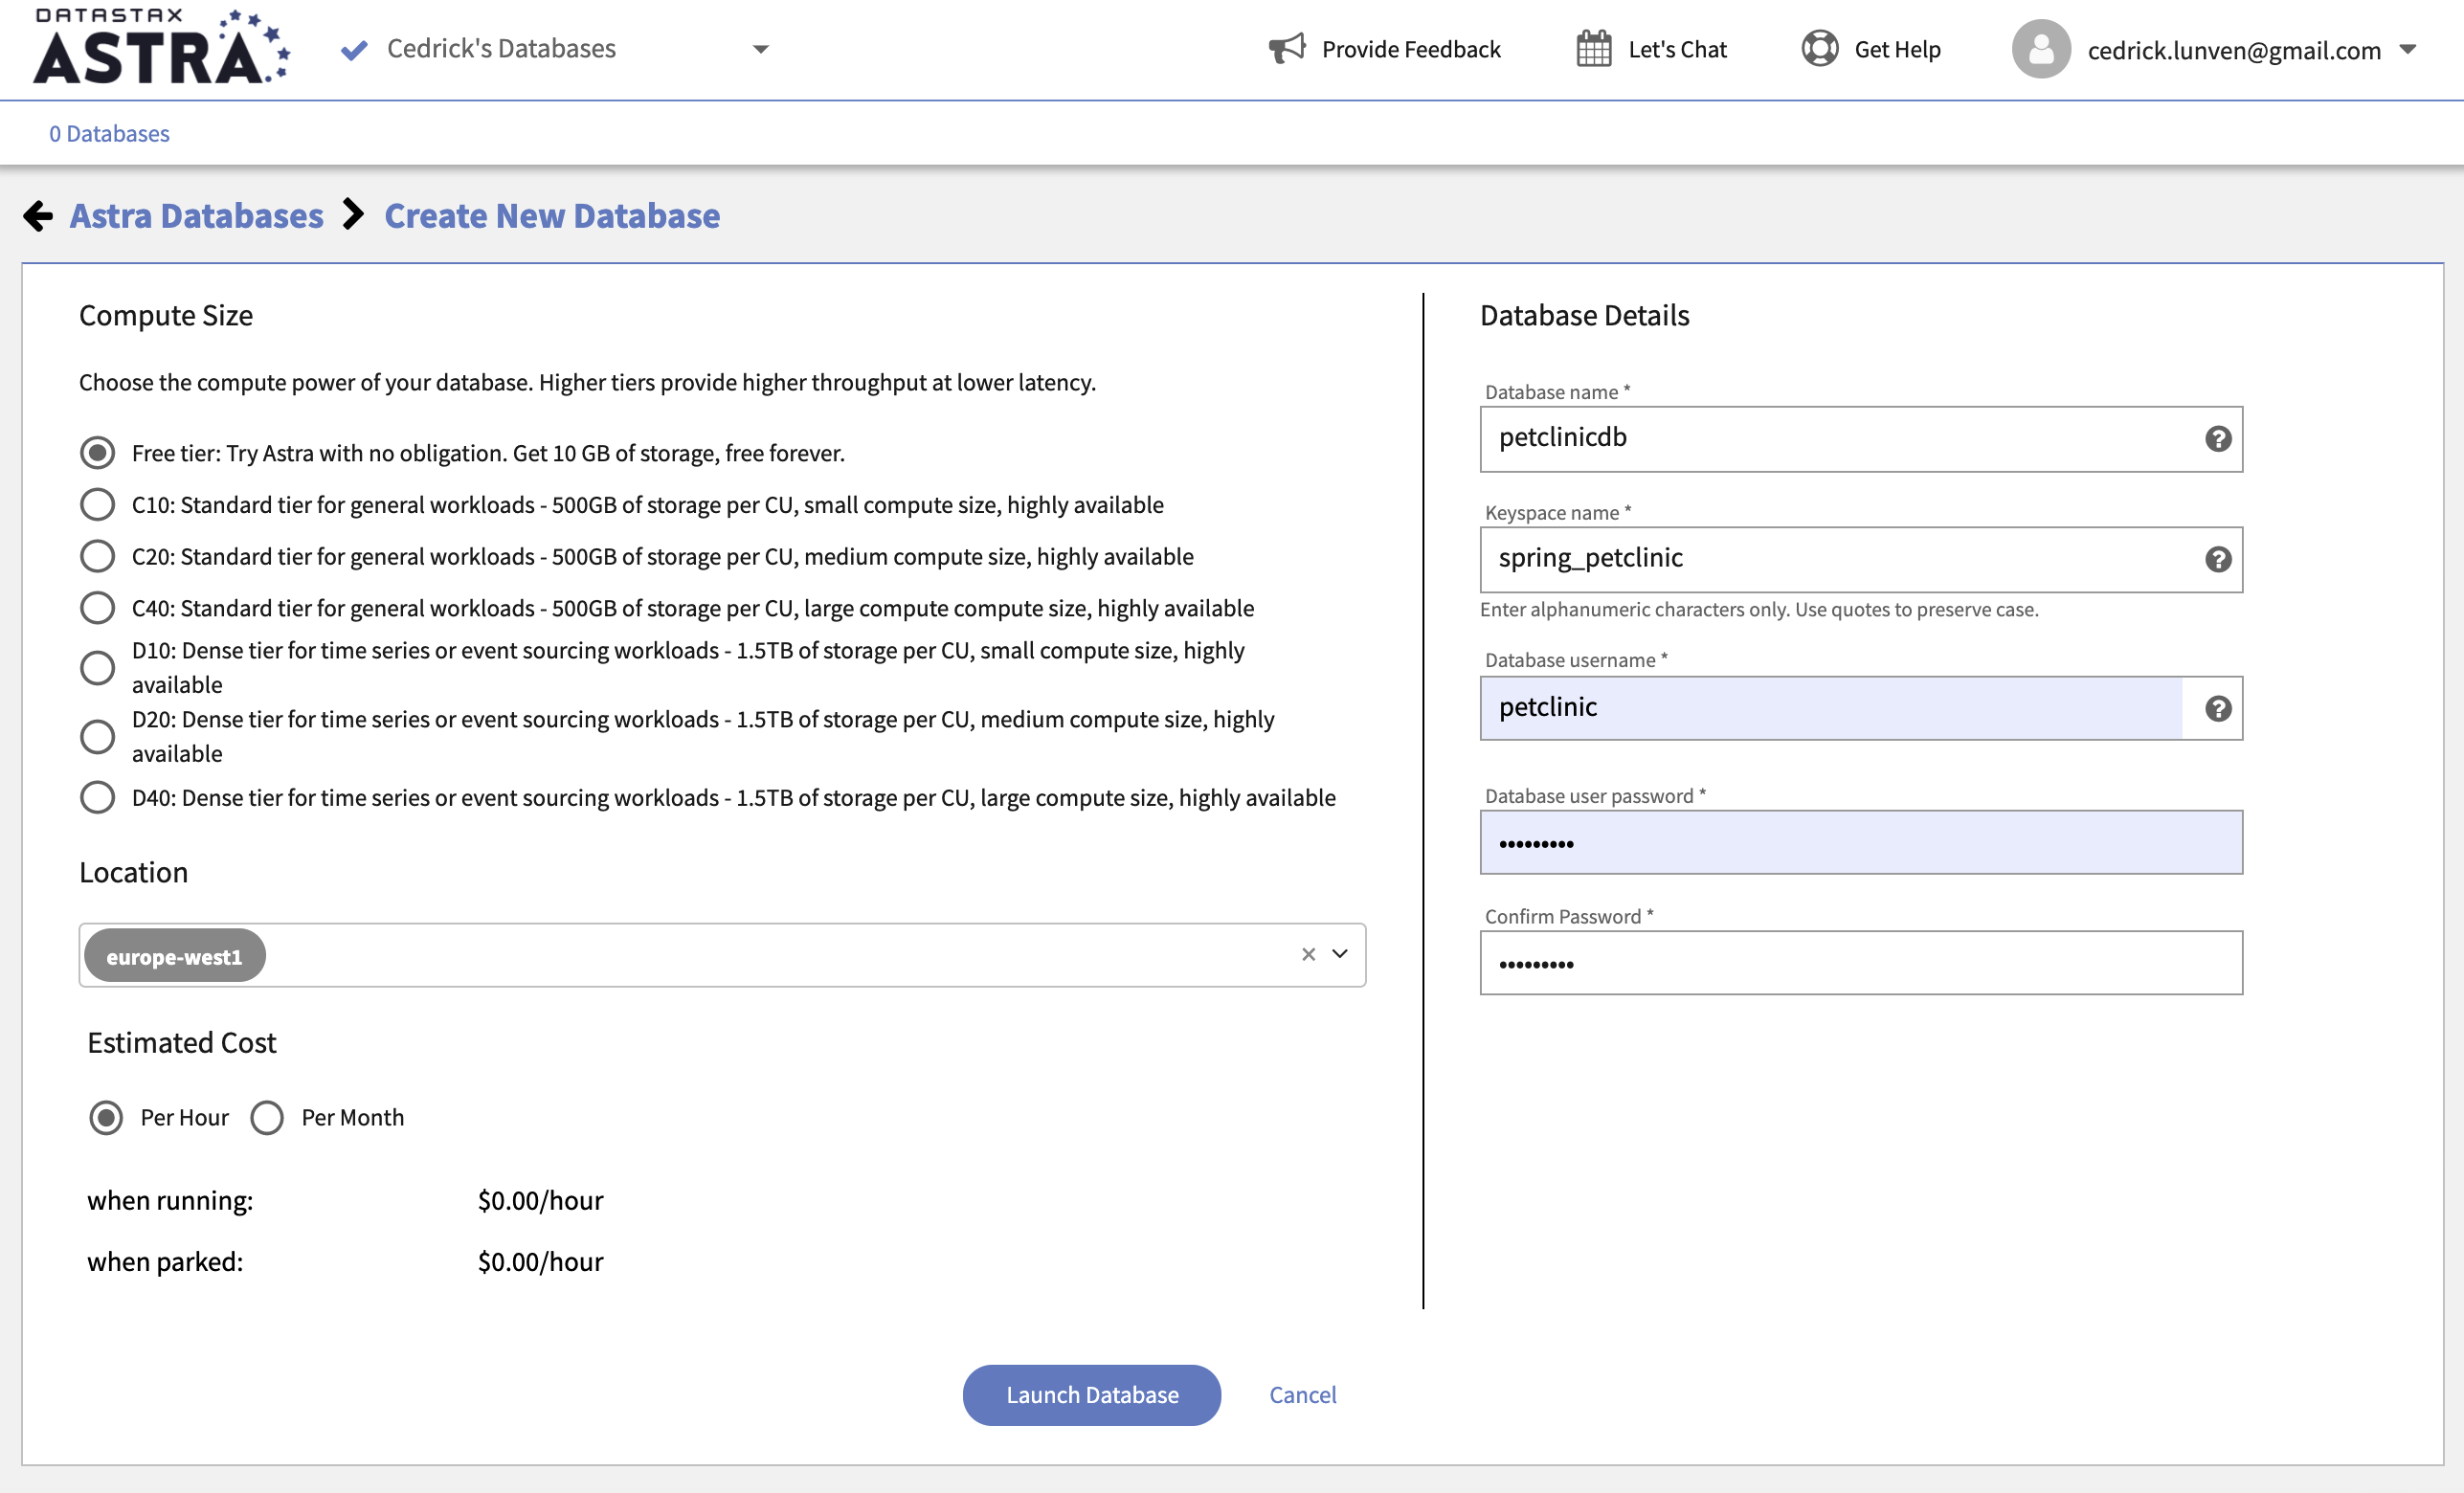 DATASTAX
ASTRA
Cedrick's Databases
Provide Feedback
Let's Chat
Get Help
cedrick.lunven@gmail.com
0 Databases
Astra Databases
Create New Database
Compute Size
Choose the compute power of your database. Higher tiers provide higher throughput at lower latency.
Free tier: Try Astra with no obligation. Get 10 GB of storage, free forever.
C10: Standard tier for general workloads - 500GB of storage per CU, small compute size, highly available
C20: Standard tier for general workloads - 500GB of storage per CU, medium compute size, highly available
C40: Standard tier for general workloads - 500GB of storage per CU, large compute compute size, highly available
D10: Dense tier for time series or event sourcing workloads - 1.5TB of storage per CU, small compute size, highly
available
D20: Dense tier for time series or event sourcing workloads - 1.5TB of storage per CU, medium compute size, highly
available
D40: Dense tier for time series or event sourcing workloads - 1.5TB of storage per CU, large compute size, highly available
Location
europe-west1
Estimated Cost
Per Hour
Per Month
when running: $0.00/hour
when parked: $0.00/hour
Database Details
Database name *
petclinicdb
Keyspace name *
spring_petclinic
Enter alphanumeric characters only. Use quotes to preserve case.
Database username *
petclinic
Database user password *
•••••••••
Confirm Password *
•••••••••
Launch Database
Cancel